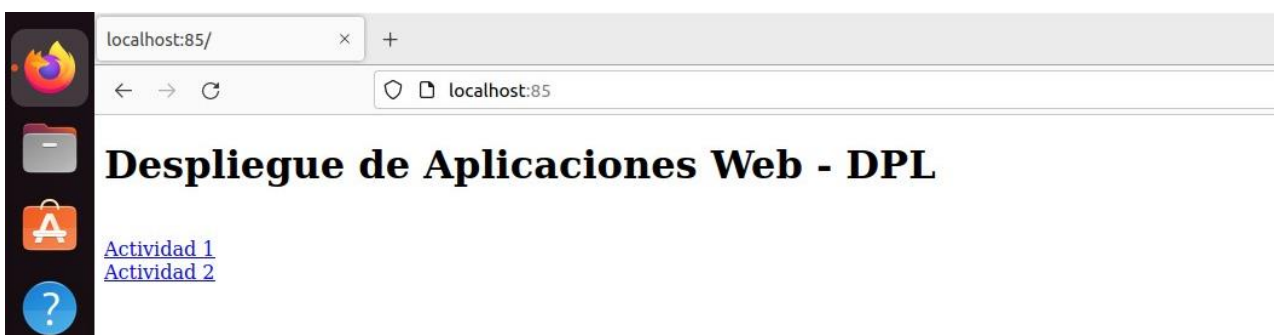 localhost:85/
localhost:85
Despliegue de Aplicaciones Web - DPL
Actividad 1
Actividad 2